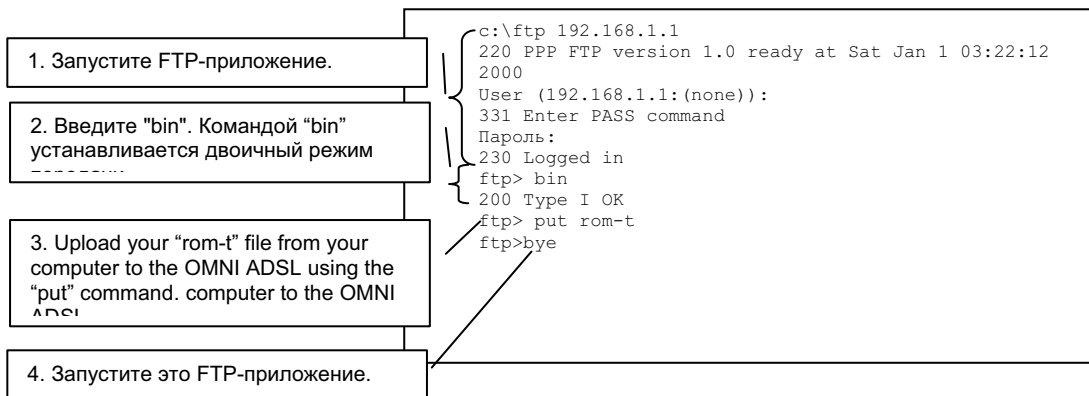 1. Запустите FTP-приложение.
2. Введите "bin". Командой “bin”
устанавливается двоичный режим
3. Upload your “rom-t” file from your
computer to the OMNI ADSL using the
“put” command. computer to the OMNI
ADSL
4. Запустите это FTP-приложение.
c:\ftp 192.168.1.1
220 PPP FTP version 1.0 ready at Sat Jan 1 03:22:12
2000
User (192.168.1.1:(none)):
331 Enter PASS command
Пароль:
230 Logged in
ftp> bin
200 Type I OK
ftp> put rom-t
ftp>bye